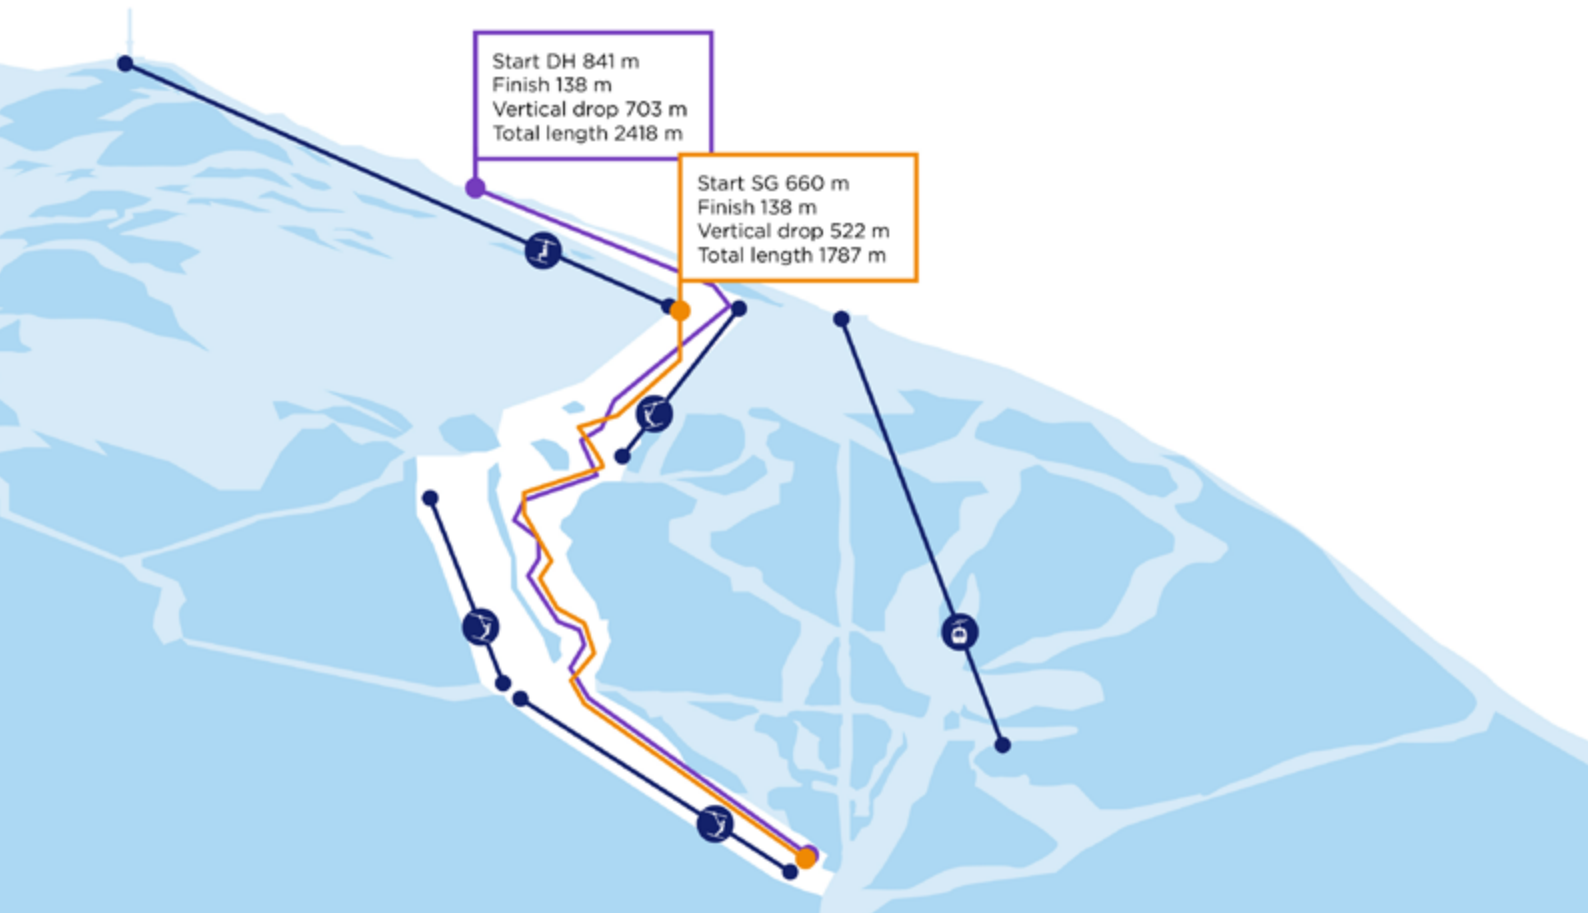 Start DH 841 m
Finish 138 m
Vertical drop 703 m
Total length 2418 m
Start SG 660 m
Finish 138 m
Vertical drop 522 m
Total length 1787 m